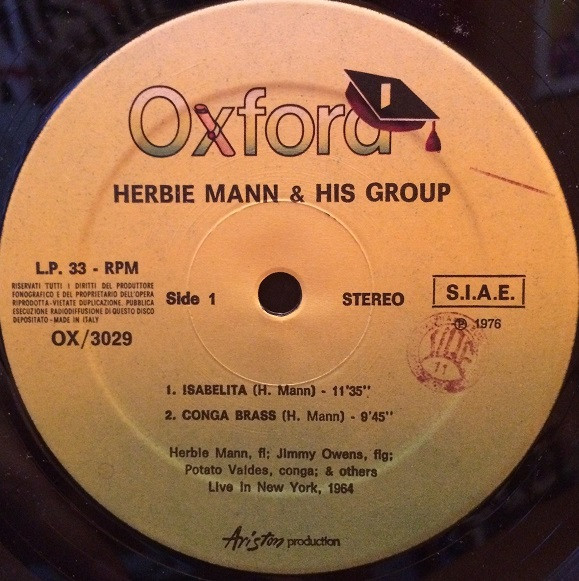 Oxford
HERBIE MANN & HIS GROUP
L.P. 33 - RPM
RISERVATI TUTTI I DIRITTI DEL PRODUTTORE
FONOGRAFICO E DEL PROPRIETARIO DELL'OPERA
RIPRODOTTA-VIETATE DUPLICAZIONE, PUBBLICA
ESECUZIONE RADIODIFFUSIONE DI QUESTO DISCO
DEPOSITATO - MADE IN ITALY
OX/3029
Side 1
STEREO
S.I.A.E.
℗ 1976
11
1. ISABELITA (H. Mann) - 11'35''
2. CONGA BRASS (H. Mann) - 9'45''
Herbie Mann, fl; Jimmy Owens, flg;
Potato Valdes, conga; & others
Live in New York, 1964
Ariston production